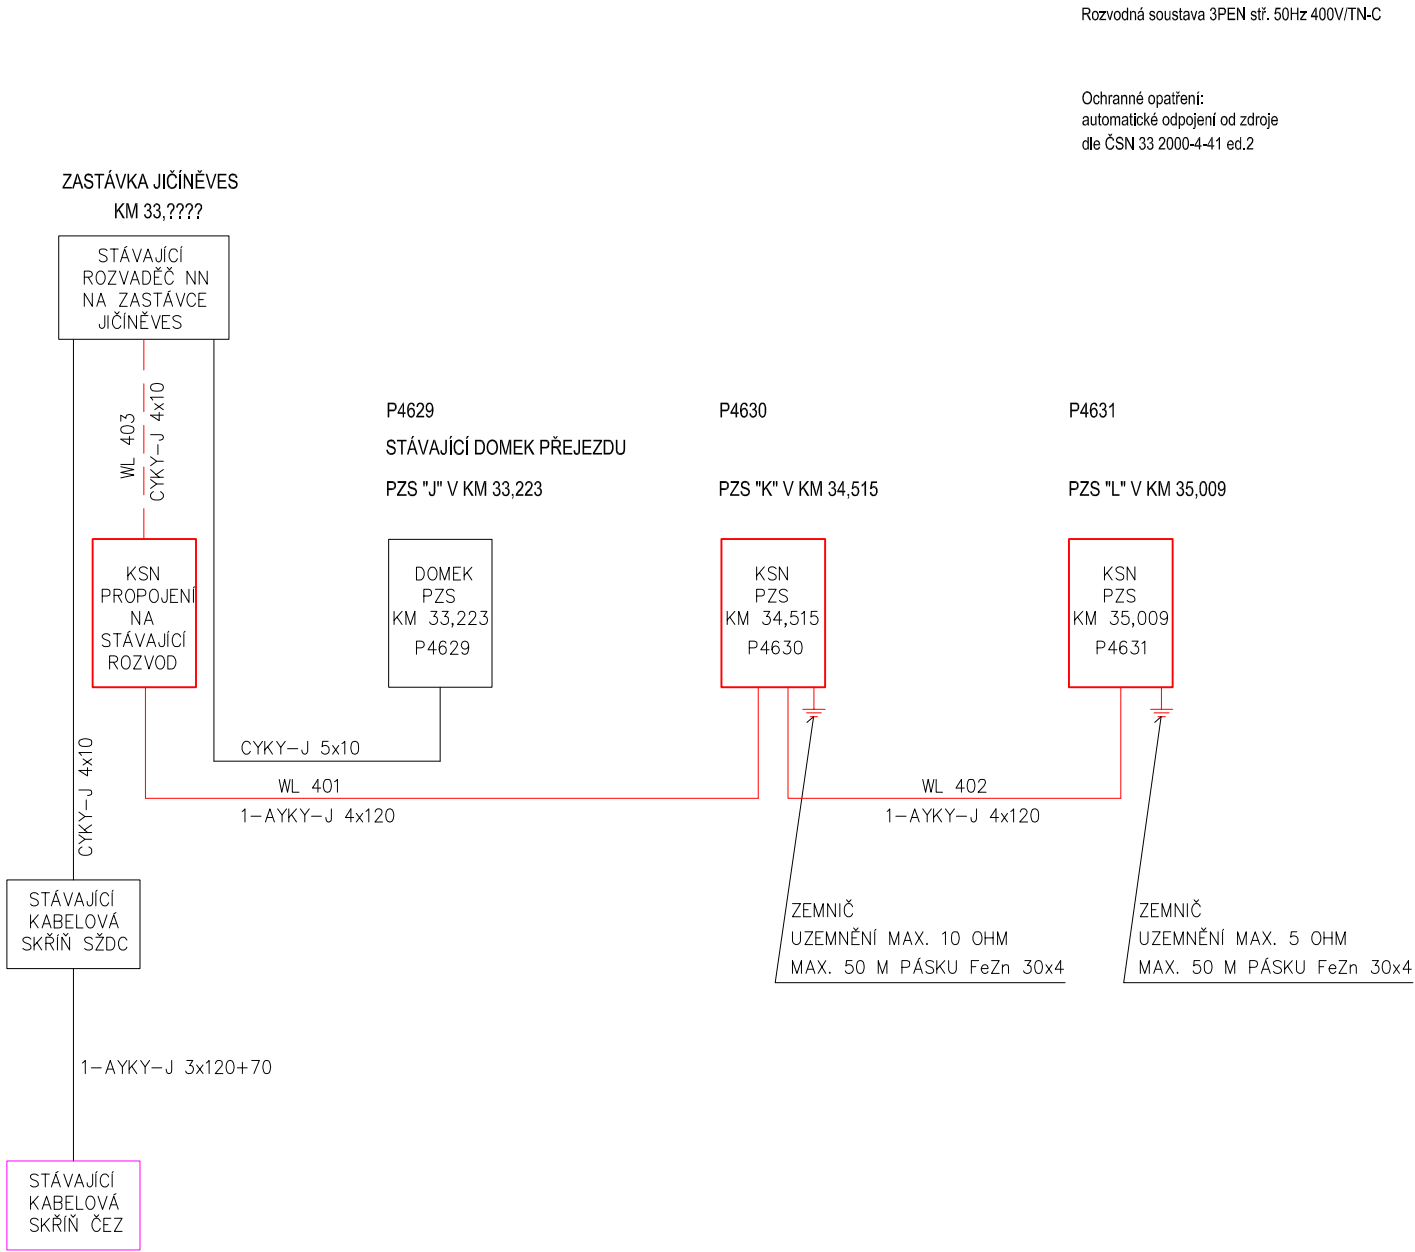 Rozvodná soustava 3PEN stř. 50Hz 400V/TN-C
Ochranné opatření:
automatické odpojení od zdroje
dle ČSN 33 2000-4-41 ed.2
ZASTÁVKA JIČÍNĚVES
KM 33,????
STÁVAJÍCÍ
ROZVADĚČ NN
NA ZASTÁVCE
JIČÍNĚVES
WL 403
CYKY-J 4x10
P4629
STÁVAJÍCÍ DOMEK PŘEJEZDU
PZS "J" V KM 33,223
P4630
PZS "K" V KM 34,515
P4631
PZS "L" V KM 35,009
KSN
PROPOJENÍ
NA
STÁVAJÍCÍ
ROZVOD
DOMEK
PZS
KM 33,223
P4629
KSN
PZS
KM 34,515
P4630
KSN
PZS
KM 35,009
P4631
CYKY-J 5x10
WL 401
1-AYKY-J 4x120
WL 402
1-AYKY-J 4x120
CYKY-J 4x10
STÁVAJÍCÍ
KABELOVÁ
SKŘÍŇ SŽDC
ZEMNIČ
UZEMNĚNÍ MAX. 10 OHM
MAX. 50 M PÁSKU FeZn 30x4
ZEMNIČ
UZEMNĚNÍ MAX. 5 OHM
MAX. 50 M PÁSKU FeZn 30x4
1-AYKY-J 3x120+70
STÁVAJÍCÍ
KABELOVÁ
SKŘÍŇ ČEZ